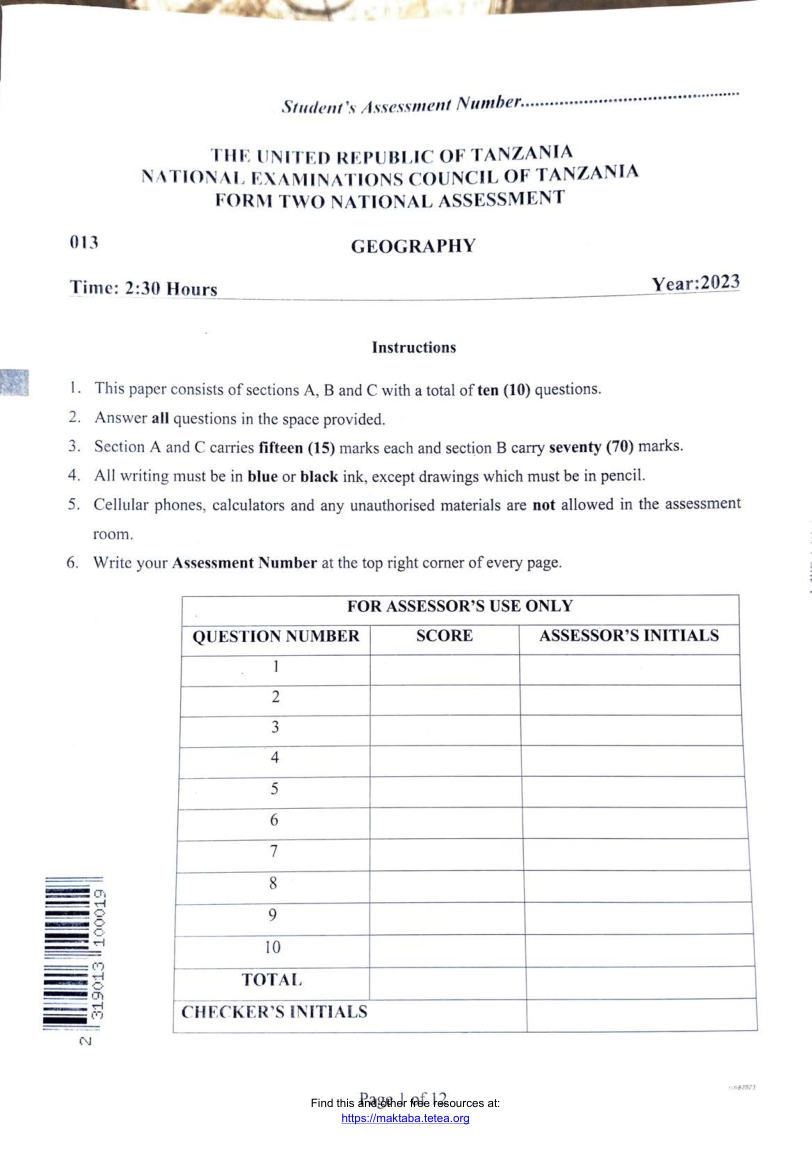 Student's Assessment Number..............................................
THE UNITED REPUBLIC OF TANZANIA
NATIONAL EXAMINATIONS COUNCIL OF TANZANIA
FORM TWO NATIONAL ASSESSMENT
013 GEOGRAPHY
Time: 2:30 Hours Year:2023
Instructions
1. This paper consists of sections A, B and C with a total of ten (10) questions.
2. Answer all questions in the space provided.
3. Section A and C carries fifteen (15) marks each and section B carry seventy (70) marks.
4. All writing must be in blue or black ink, except drawings which must be in pencil.
5. Cellular phones, calculators and any unauthorised materials are not allowed in the assessment
room.
6. Write your Assessment Number at the top right corner of every page.
FOR ASSESSOR'S USE ONLY
QUESTION NUMBER SCORE ASSESSOR'S INITIALS
1
2
3
4
5
6
7
8
9
10
TOTAL
CHECKER'S INITIALS
2 319013 100019
Page 1 of 12
Find this and other free resources at:
https://maktaba.tetea.org